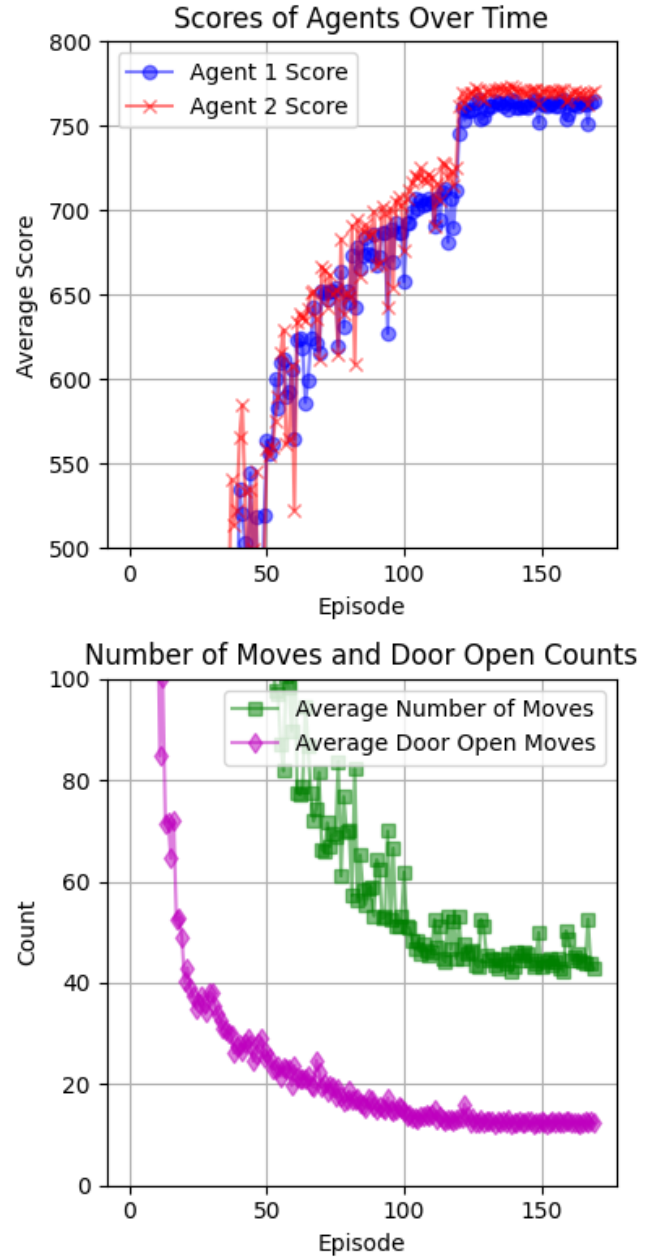 Scores of Agents Over Time
800
750
700
650
600
550
500
Average Score
Agent 1 Score
Agent 2 Score
0 50 100 150
Episode
Number of Moves and Door Open Counts
100
80
60
40
20
0
Count
Average Number of Moves
Average Door Open Moves
0 50 100 150
Episode